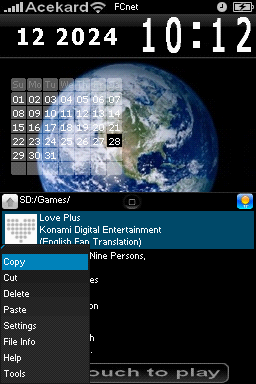 Acekard FCnet
12 2024 10:12
Su Mo Tu We Th Fr Sa
01 02 03 04 05 06 07
08 09 10 11 12 13 14
15 16 17 18 19 20 21
22 23 24 25 26 27 28
29 30 31
SD:/Games/
Love Plus
Konami Digital Entertainment
(English Fan Translation)
Nine Persons,
Copy
Cut
Delete
Paste
Settings
File Info
Help
Tools
ouch to play